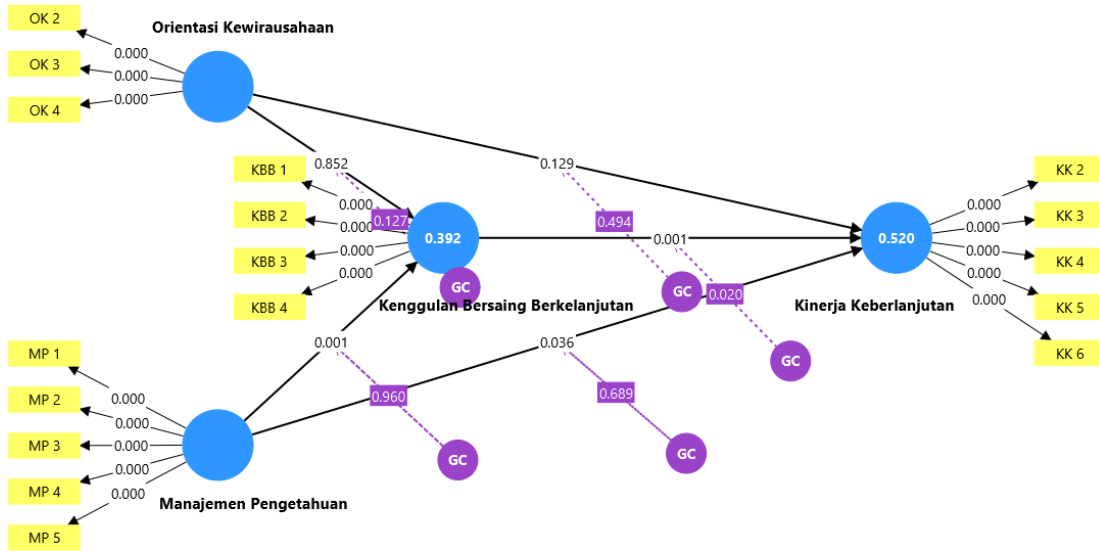 OK 2
OK 3
OK 4
Orientasi Kewirausahaan
0.000
0.000
0.000
KBB 1
KBB 2
KBB 3
KBB 4
0.852
0.000
0.000
0.000
0.000
0.127
0.392
GC
Kenggulan Bersaing Berkelanjutan
0.129
0.494
0.001
GC
0.020
GC
0.520
Kinerja Keberlanjutan
KK 2
KK 3
KK 4
KK 5
KK 6
0.000
0.000
0.000
0.000
0.000
MP 1
MP 2
MP 3
MP 4
MP 5
0.000
0.000
0.000
0.000
0.000
Manajemen Pengetahuan
0.001
0.960
GC
0.036
0.689
GC